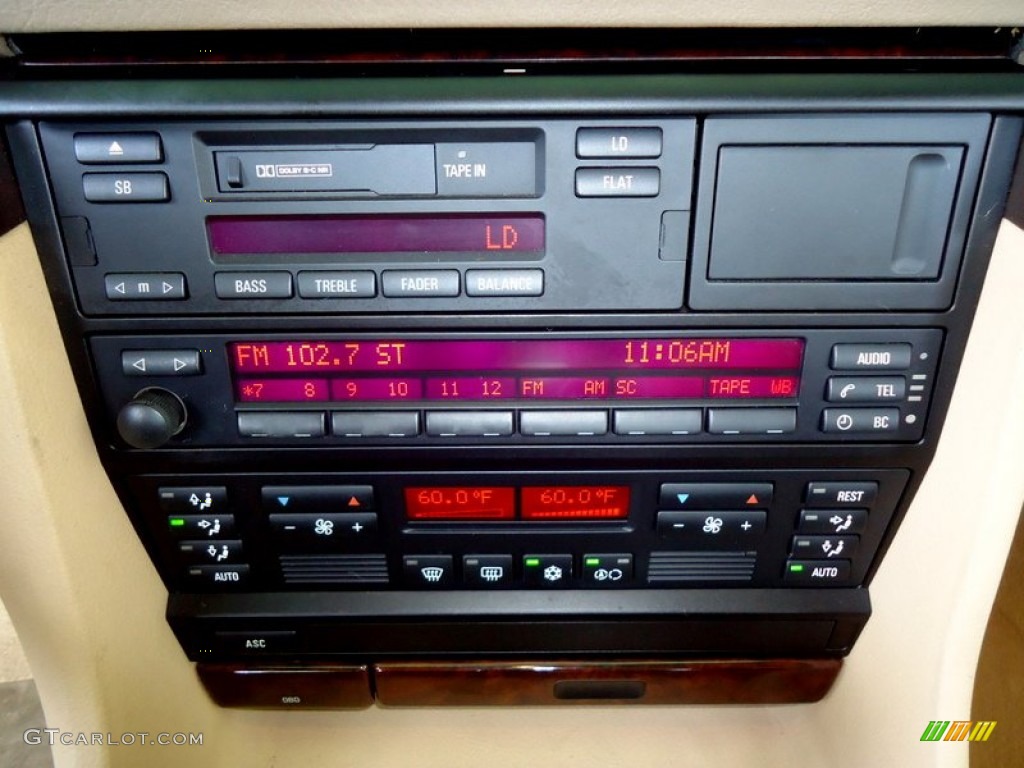 DOLBY B-C NR
TAPE IN
LD
SB
FLAT
LD
m
BASS TREBLE FADER BALANCE
FM 102.7 ST 11:06AM
AUDIO
*7 8 9 10 11 12 FM AM SC TAPE WB
TEL
BC
60.0°F 60.0°F
REST
AUTO
AUTO
A
ASC
OBD
GTCARLOT.COM